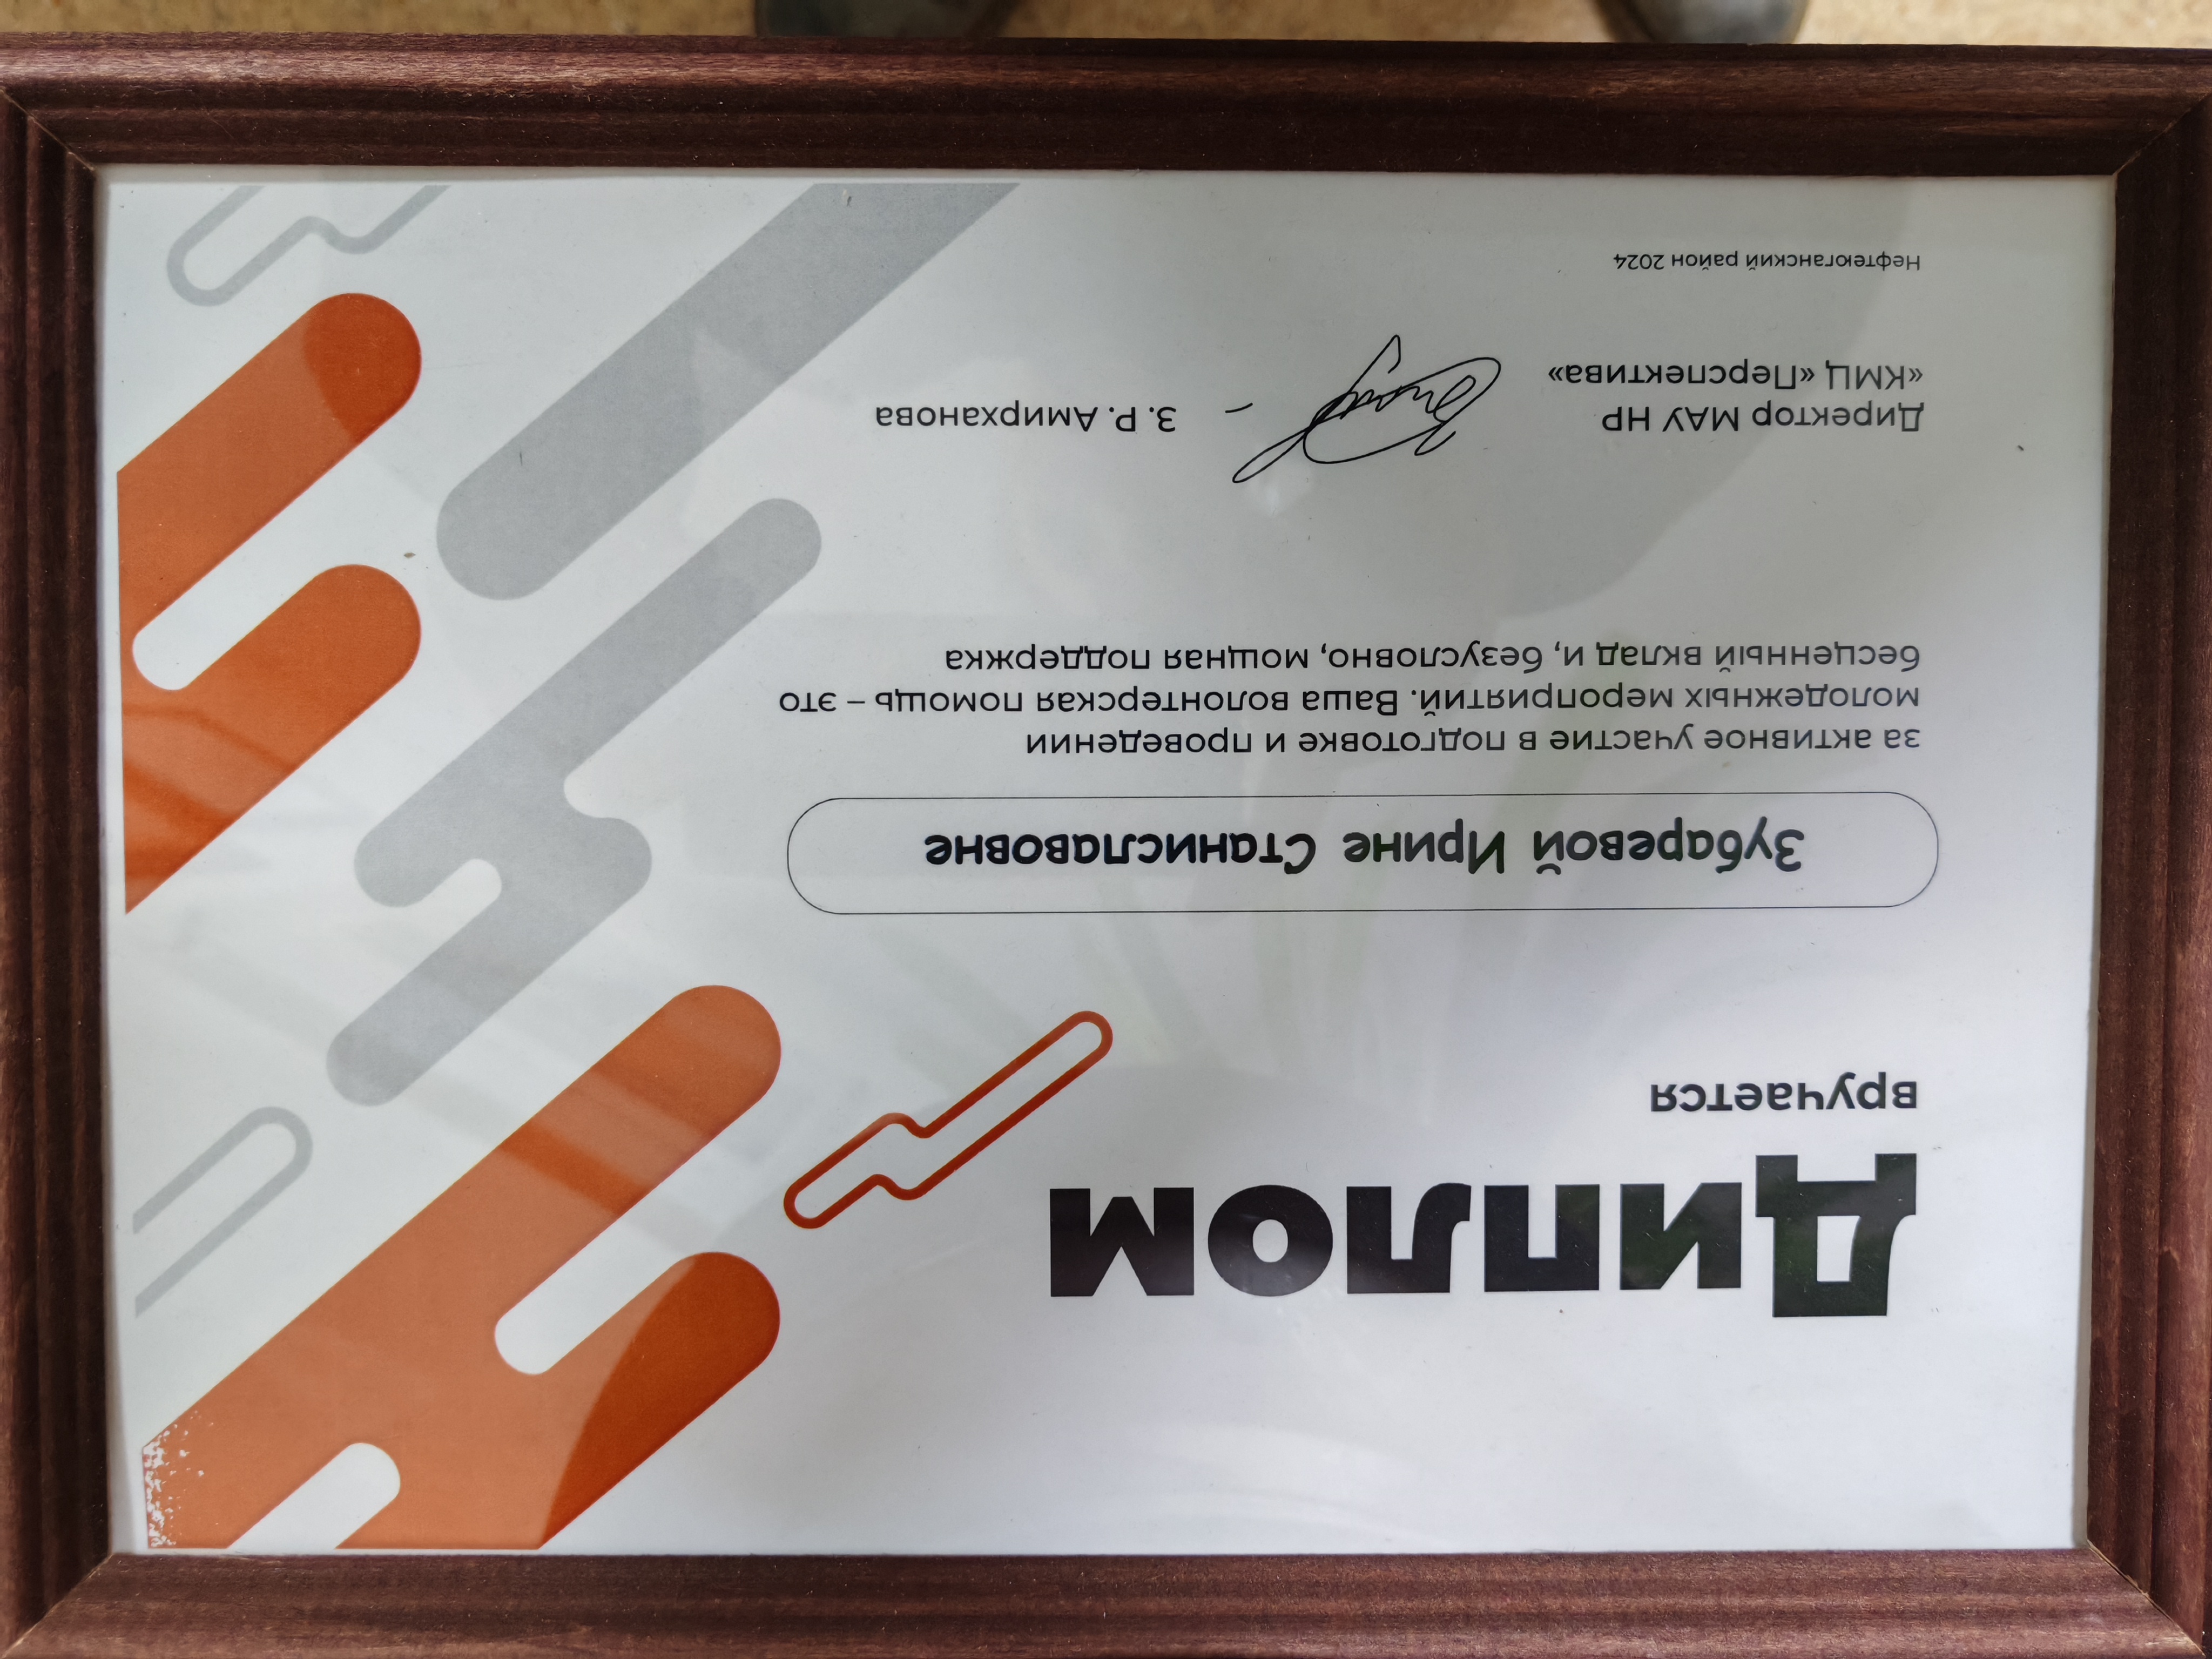 Диплом
вручается
Зубаревой Ирине Станиславовне
за активное участие в подготовке и проведении
молодежных мероприятий. Ваша волонтерская помощь – это
бесценный вклад и, безусловно, мощная поддержка
Директор МАУ НР
«КМЦ «Перспектива»
З. Р. Амирханова
Нефтеюганский район 2024